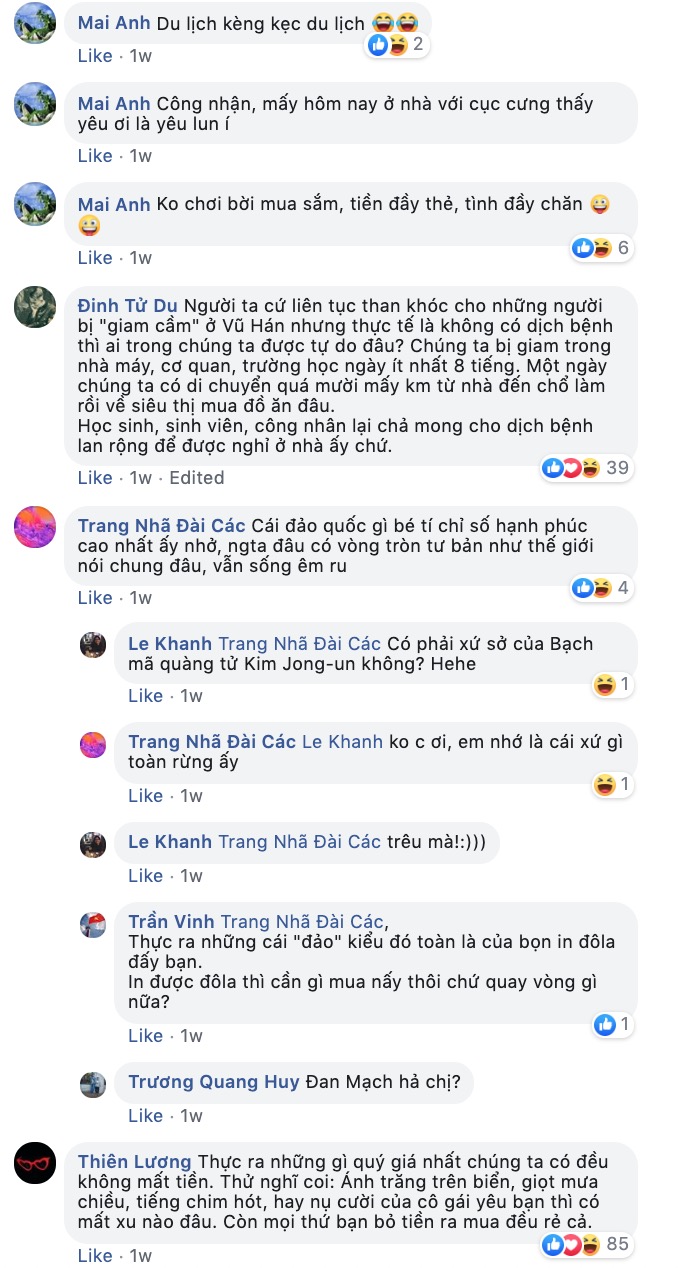 Mai Anh Du lịch kèng kẹc du lịch 😂😂
2
Like · 1w
Mai Anh Công nhận, mấy hôm nay ở nhà với cục cưng thấy
yêu ơi là yêu lun í
Like · 1w
Mai Anh Ko chơi bời mua sắm, tiền đầy thẻ, tình đầy chăn 😀
😀
6
Like · 1w
Đinh Tử Du Người ta cứ liên tục than khóc cho những người
bị "giam cầm" ở Vũ Hán nhưng thực tế là không có dịch bệnh
thì ai trong chúng ta được tự do đâu? Chúng ta bị giam trong
nhà máy, cơ quan, trường học ngày ít nhất 8 tiếng. Một ngày
chúng ta có di chuyển quá mười mấy km từ nhà đến chổ làm
rồi về siêu thị mua đồ ăn đâu.
Học sinh, sinh viên, công nhân lại chả mong cho dịch bệnh
lan rộng để được nghỉ ở nhà ấy chứ.
39
Like · 1w · Edited
Trang Nhã Đài Các Cái đảo quốc gì bé tí chỉ số hạnh phúc
cao nhất ấy nhở, ngta đâu có vòng tròn tư bản như thế giới
nói chung đâu, vẫn sống êm ru
4
Like · 1w
Le Khanh Trang Nhã Đài Các Có phải xứ sở của Bạch
mã quàng tử Kim Jong-un không? Hehe
1
Like · 1w
Trang Nhã Đài Các Le Khanh ko c ơi, em nhớ là cái xứ gì
toàn rừng ấy
1
Like · 1w
Le Khanh Trang Nhã Đài Các trêu mà!:)))
Like · 1w
Trần Vinh Trang Nhã Đài Các,
Thực ra những cái "đảo" kiểu đó toàn là của bọn in đôla
đấy bạn.
In được đôla thì cần gì mua nấy thôi chứ quay vòng gì
nữa?
1
Like · 1w
Trương Quang Huy Đan Mạch hả chị?
Like · 1w
Thiên Lương Thực ra những gì quý giá nhất chúng ta có đều
không mất tiền. Thử nghĩ coi: Ánh trăng trên biển, giọt mưa
chiều, tiếng chim hót, hay nụ cười của cô gái yêu bạn thì có
mất xu nào đâu. Còn mọi thứ bạn bỏ tiền ra mua đều rẻ cả.
85
Like · 1w